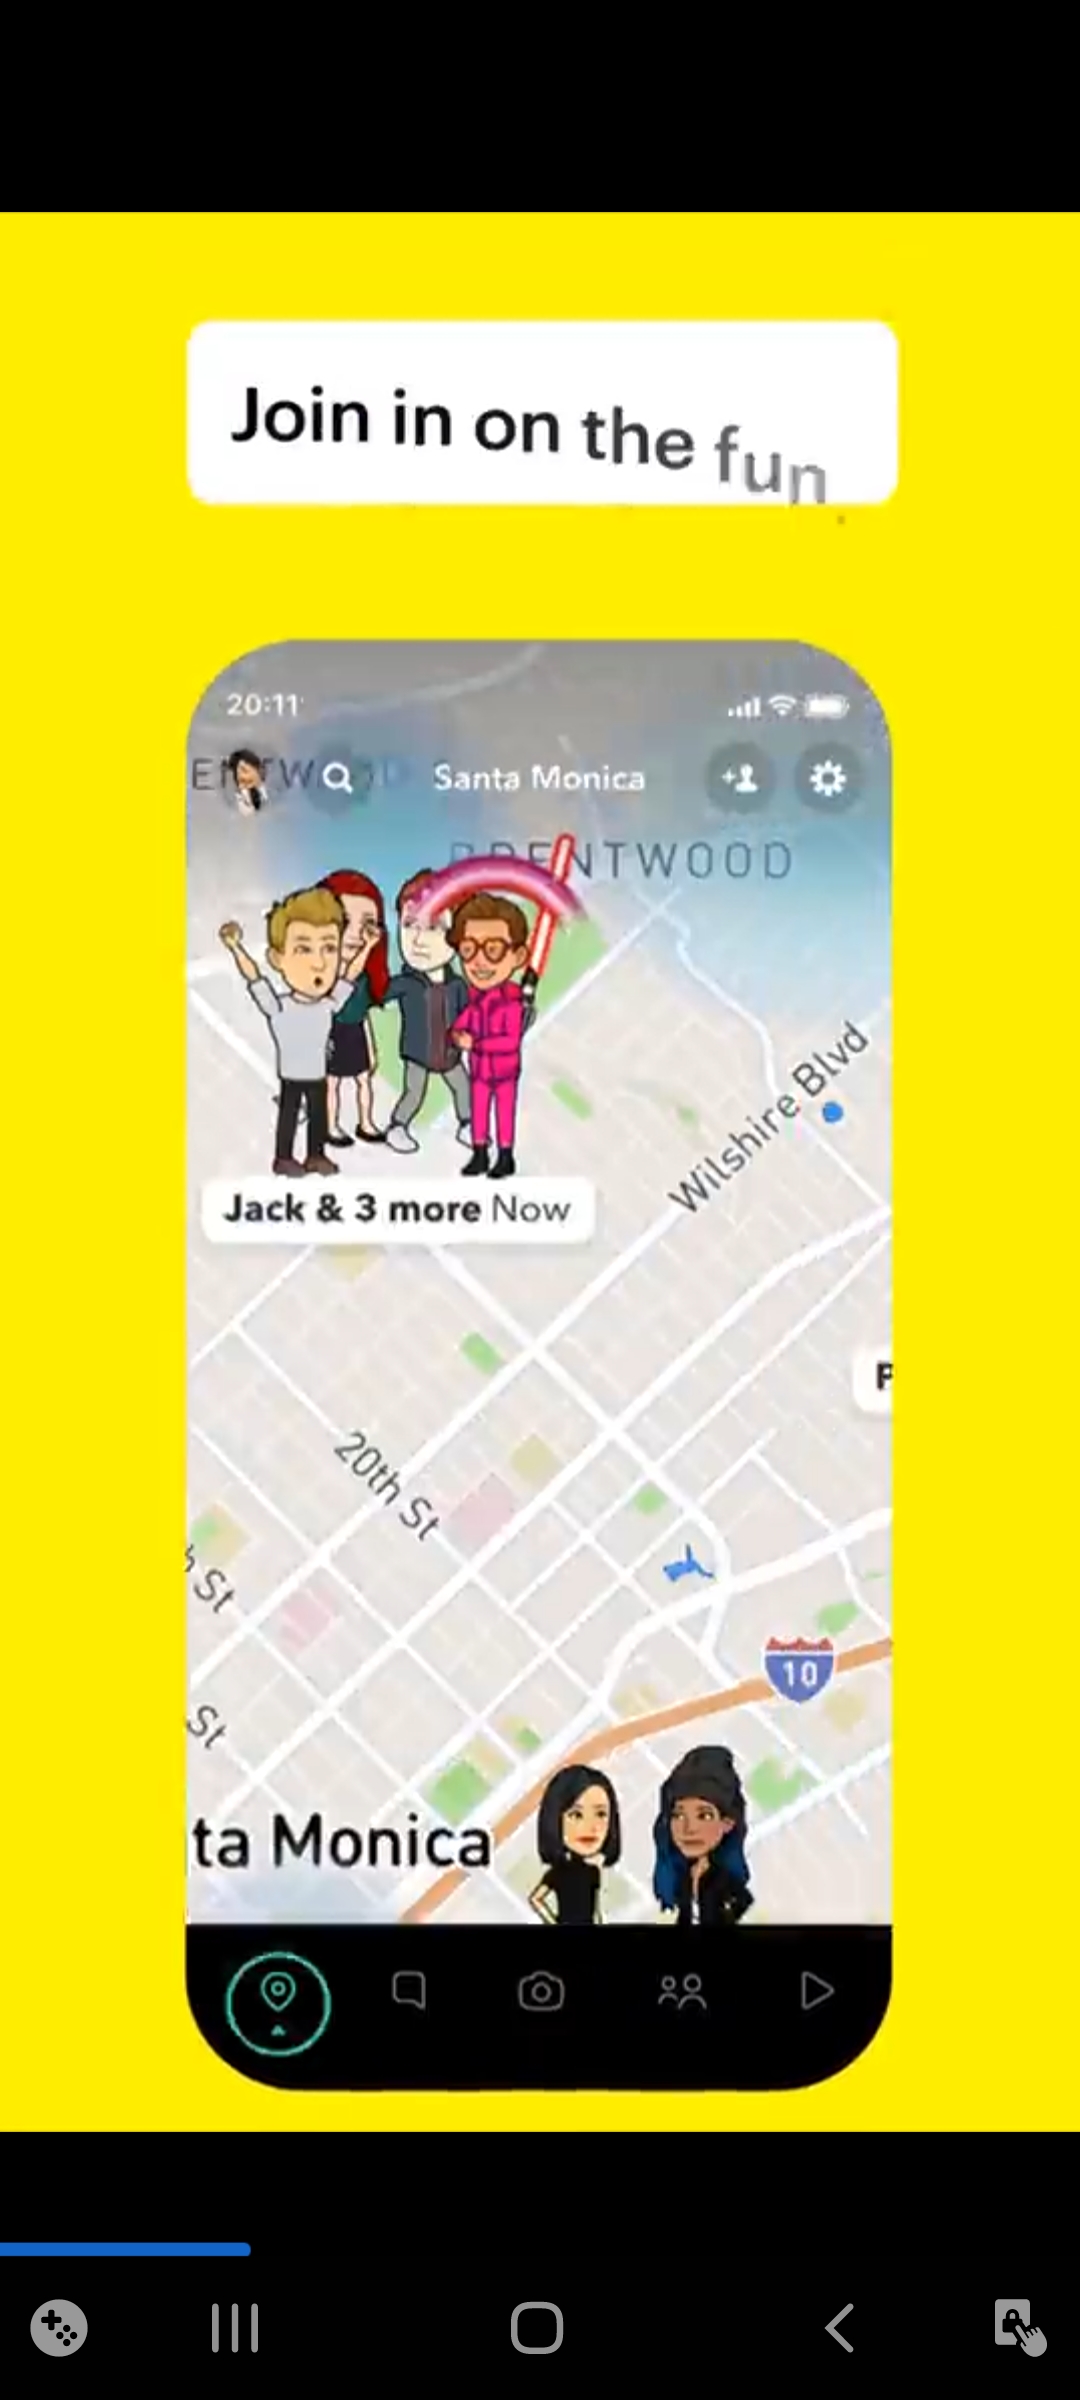 Join in on the fun.
20:11
Santa Monica
BRENTWOOD
Wilshire Blvd
Jack & 3 more Now
20th St
St
10
St
ta Monica